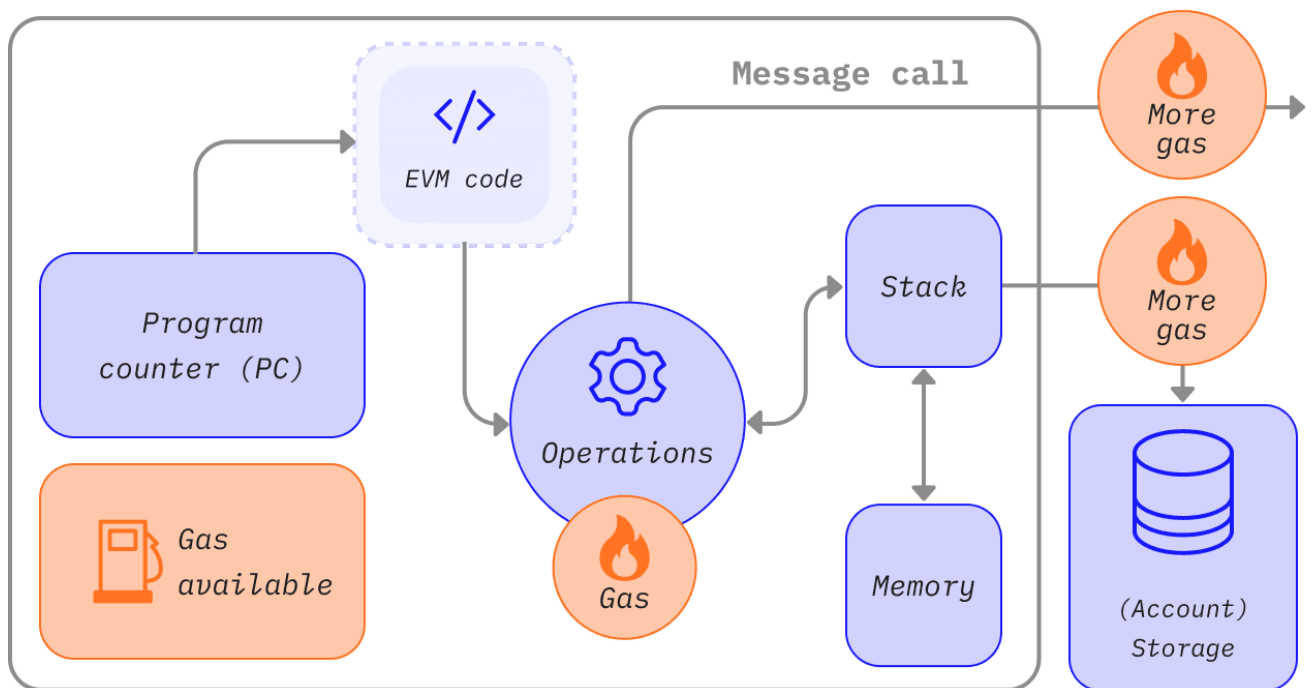 Message call
More
gas
EVM code
Program
counter (PC)
Stack
More
gas
Operations
Gas
available
Gas
Memory
(Account)
Storage